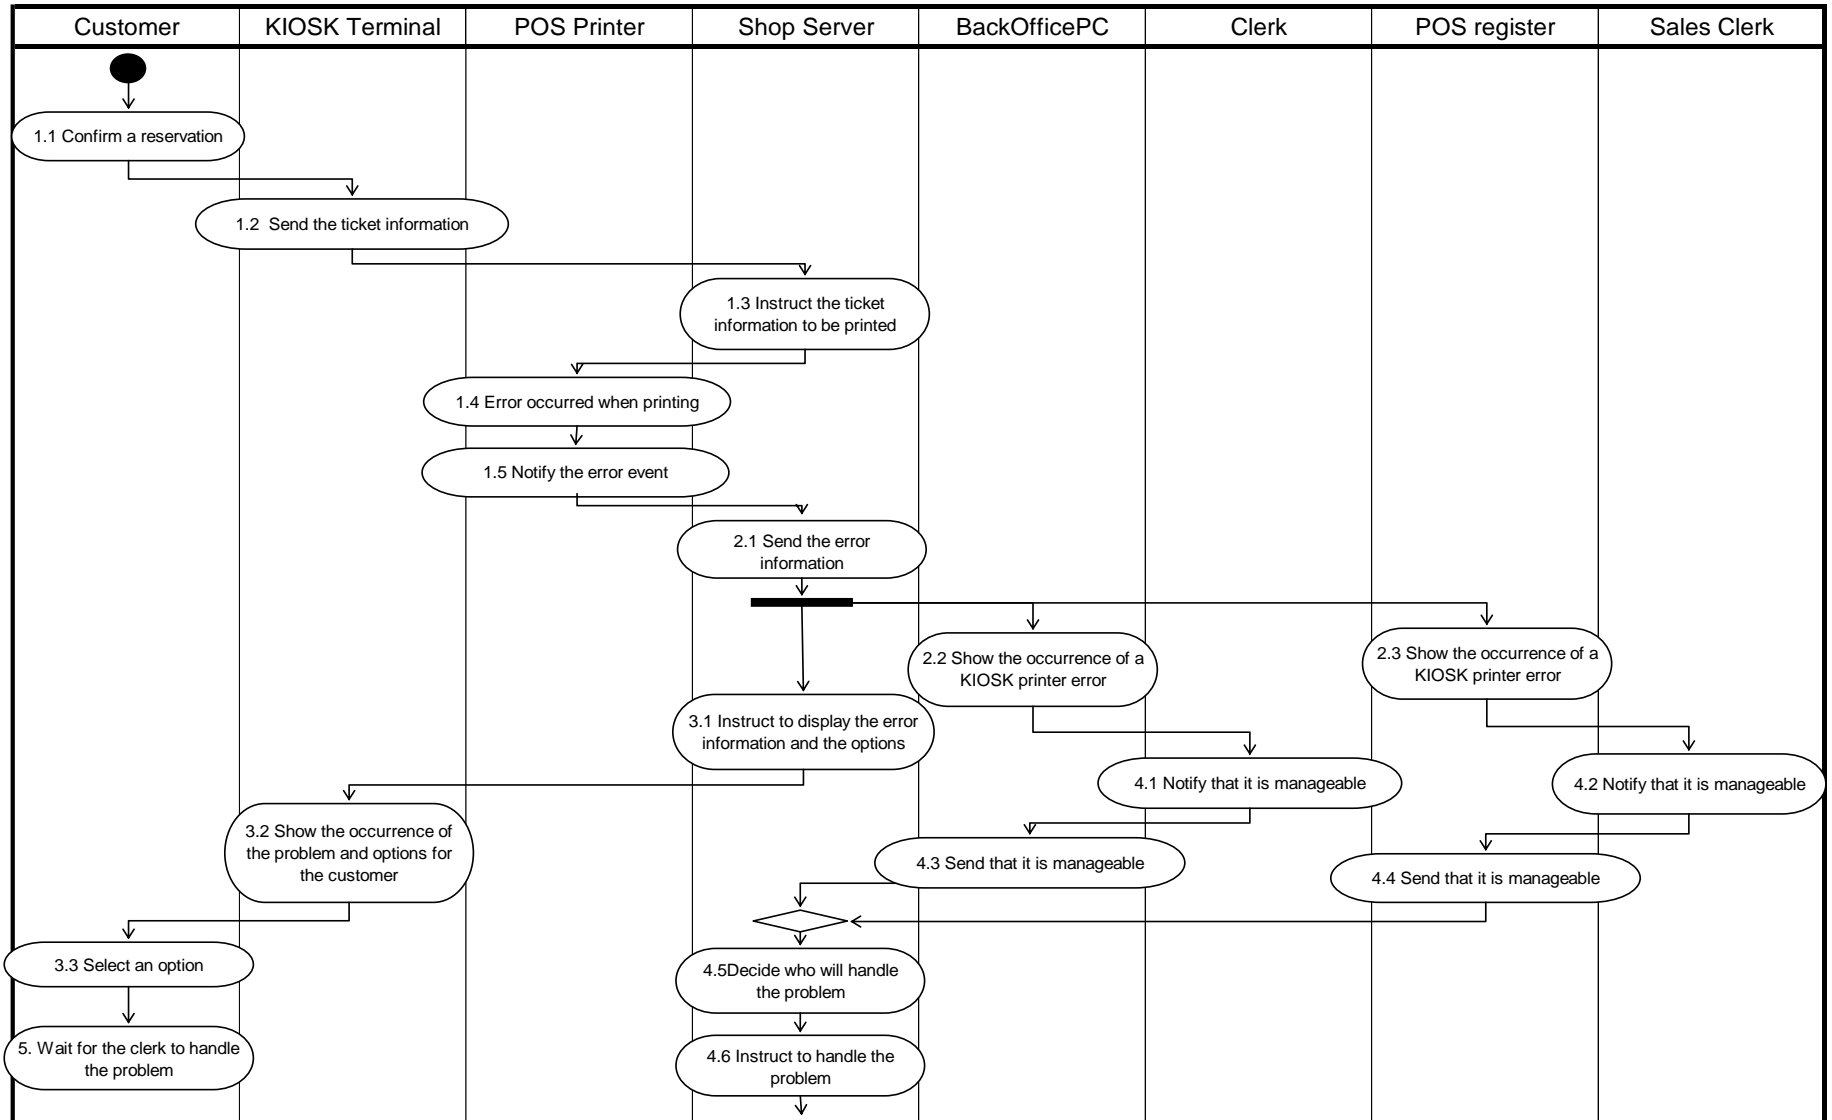 Customer
KIOSK Terminal
POS Printer
Shop Server
BackOfficePC
Clerk
POS register
Sales Clerk
1.1 Confirm a reservation
1.2 Send the ticket information
1.3 Instruct the ticket
information to be printed
1.4 Error occurred when printing
1.5 Notify the error event
2.1 Send the error
information
2.2 Show the occurrence of a
KIOSK printer error
2.3 Show the occurrence of a
KIOSK printer error
3.1 Instruct to display the error
information and the options
4.1 Notify that it is manageable
4.2 Notify that it is manageable
3.2 Show the occurrence of
the problem and options for
the customer
4.3 Send that it is manageable
4.4 Send that it is manageable
3.3 Select an option
4.5Decide who will handle
the problem
5. Wait for the clerk to handle
the problem
4.6 Instruct to handle the
problem